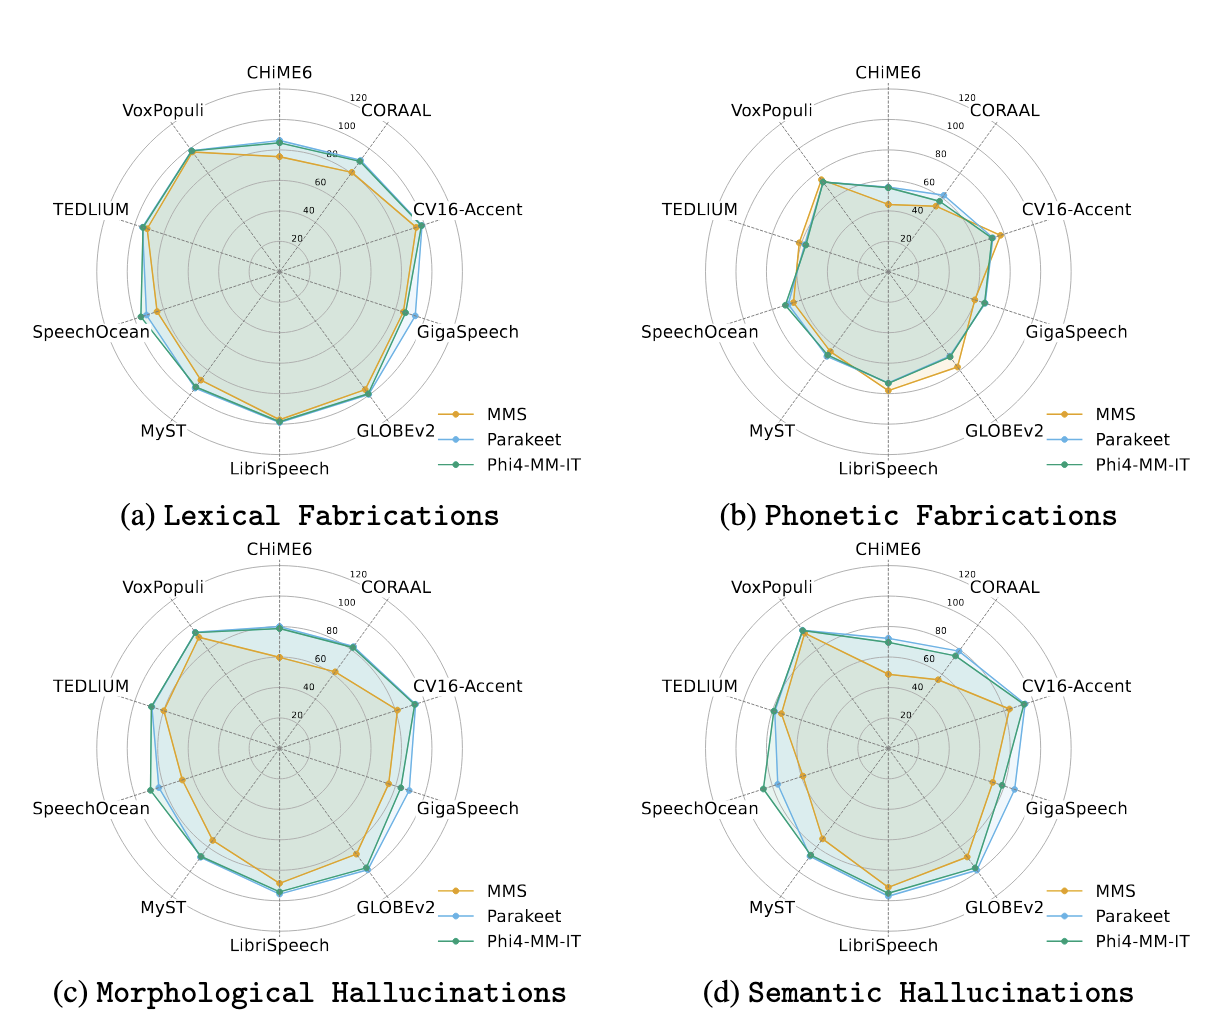 CHiME6
CORAAL
CV16-Accent
GigaSpeech
GLOBEv2
LibriSpeech
MyST
SpeechOcean
TEDLIUM
VoxPopuli
20
40
60
80
100
120
MMS
Parakeet
Phi4-MM-IT
(a) Lexical Fabrications
CHiME6
CORAAL
CV16-Accent
GigaSpeech
GLOBEv2
LibriSpeech
MyST
SpeechOcean
TEDLIUM
VoxPopuli
20
40
60
80
100
120
MMS
Parakeet
Phi4-MM-IT
(b) Phonetic Fabrications
CHiME6
CORAAL
CV16-Accent
GigaSpeech
GLOBEv2
LibriSpeech
MyST
SpeechOcean
TEDLIUM
VoxPopuli
20
40
60
80
100
120
MMS
Parakeet
Phi4-MM-IT
(c) Morphological Hallucinations
CHiME6
CORAAL
CV16-Accent
GigaSpeech
GLOBEv2
LibriSpeech
MyST
SpeechOcean
TEDLIUM
VoxPopuli
20
40
60
80
100
120
MMS
Parakeet
Phi4-MM-IT
(d) Semantic Hallucinations